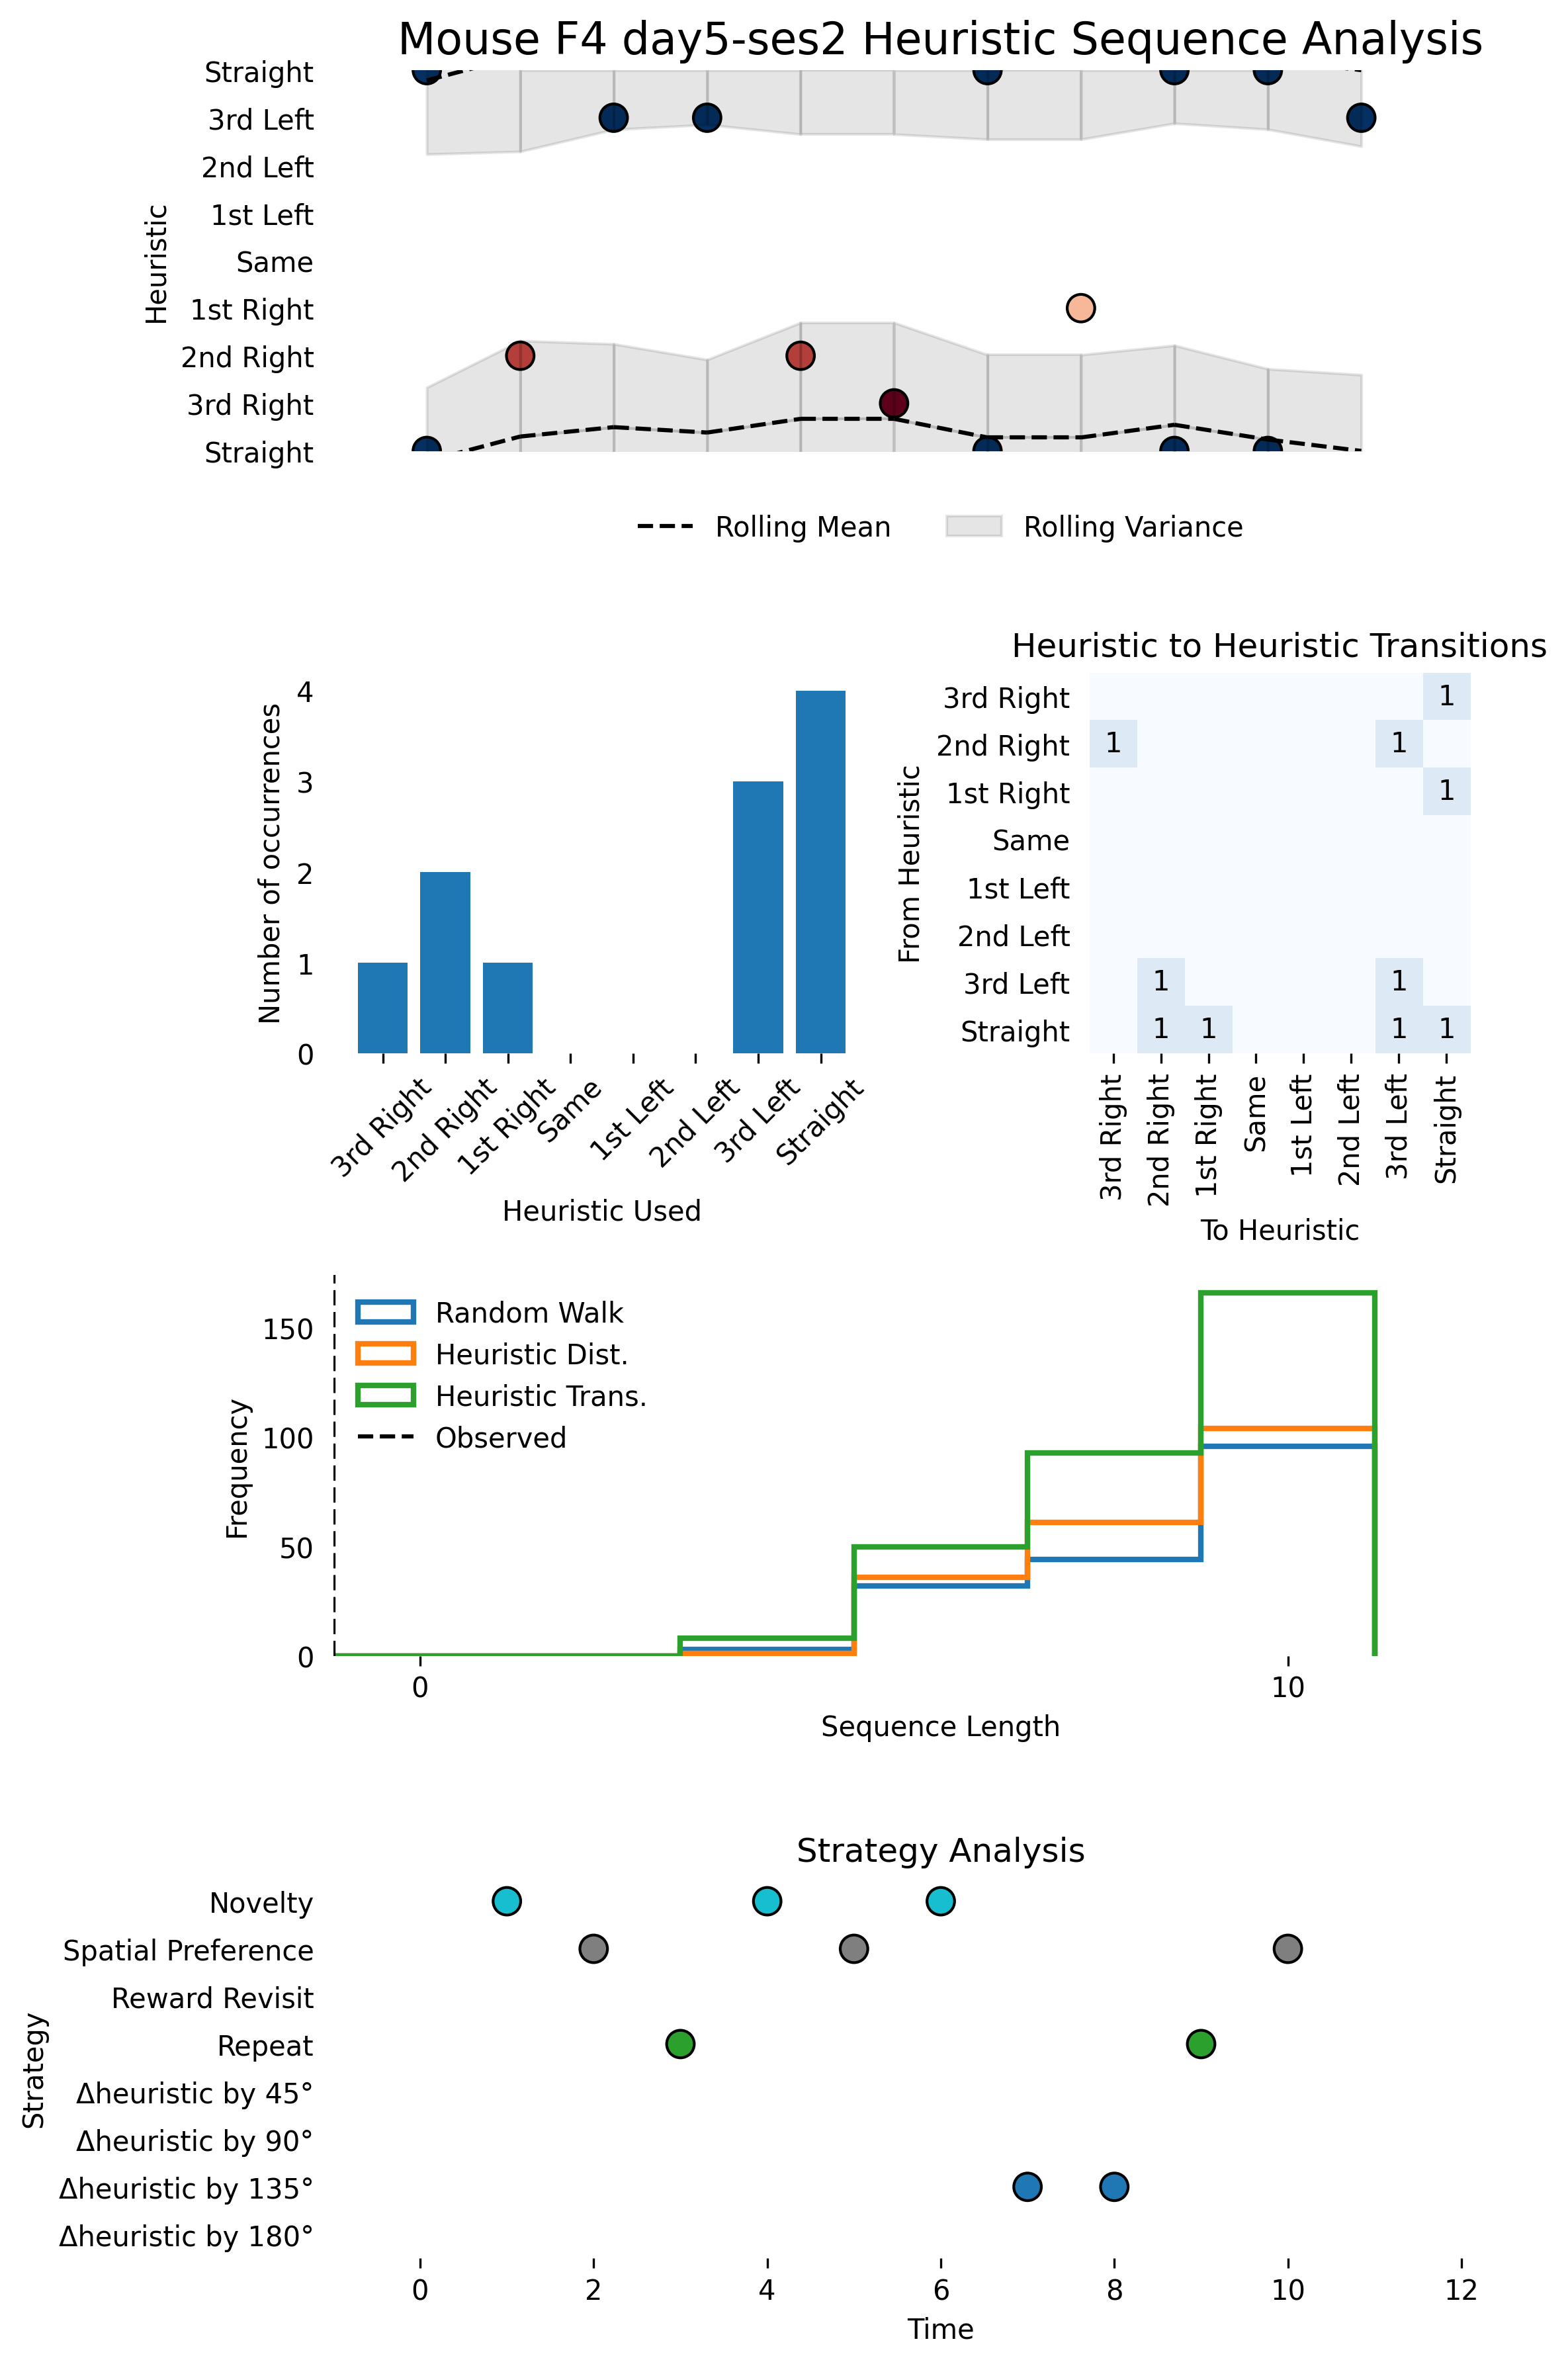 Mouse F4 day5-ses2 Heuristic Sequence Analysis
Heuristic
Straight
3rd Left
2nd Left
1st Left
Same
1st Right
2nd Right
3rd Right
Straight
Rolling Mean
Rolling Variance
Number of occurrences
4
3
2
1
0
3rd Right
2nd Right
1st Right
Same
1st Left
2nd Left
3rd Left
Straight
Heuristic Used
Heuristic to Heuristic Transitions
From Heuristic
3rd Right 1
2nd Right 1 1
1st Right 1
Same
1st Left
2nd Left
3rd Left 1 1
Straight 1 1 1 1
3rd Right
2nd Right
1st Right
Same
1st Left
2nd Left
3rd Left
Straight
To Heuristic
Frequency
150
100
50
0
Random Walk
Heuristic Dist.
Heuristic Trans.
Observed
0 10
Sequence Length
Strategy Analysis
Strategy
Novelty
Spatial Preference
Reward Revisit
Repeat
Δheuristic by 45°
Δheuristic by 90°
Δheuristic by 135°
Δheuristic by 180°
0 2 4 6 8 10 12
Time